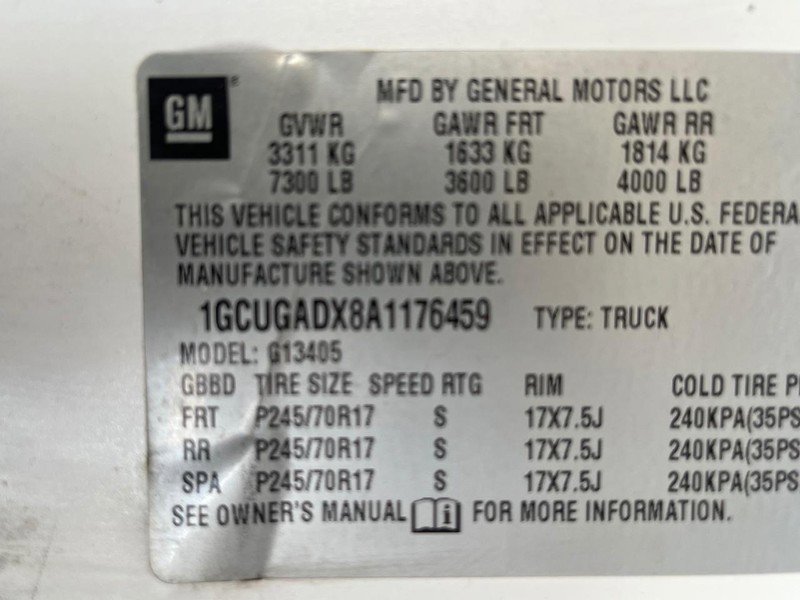 GM®
MFD BY GENERAL MOTORS LLC
GVWR GAWR FRT GAWR RR
3311 KG 1633 KG 1814 KG
7300 LB 3600 LB 4000 LB
THIS VEHICLE CONFORMS TO ALL APPLICABLE U.S. FEDERA
VEHICLE SAFETY STANDARDS IN EFFECT ON THE DATE OF
MANUFACTURE SHOWN ABOVE.
1GCUGADX8A1176459 TYPE: TRUCK
MODEL: G13405
GBBD TIRE SIZE SPEED RTG RIM COLD TIRE P
FRT P245/70R17 S 17X7.5J 240KPA(35PS
RR P245/70R17 S 17X7.5J 240KPA(35PS
SPA P245/70R17 S 17X7.5J 240KPA(35PS
SEE OWNER'S MANUAL i FOR MORE INFORMATION.